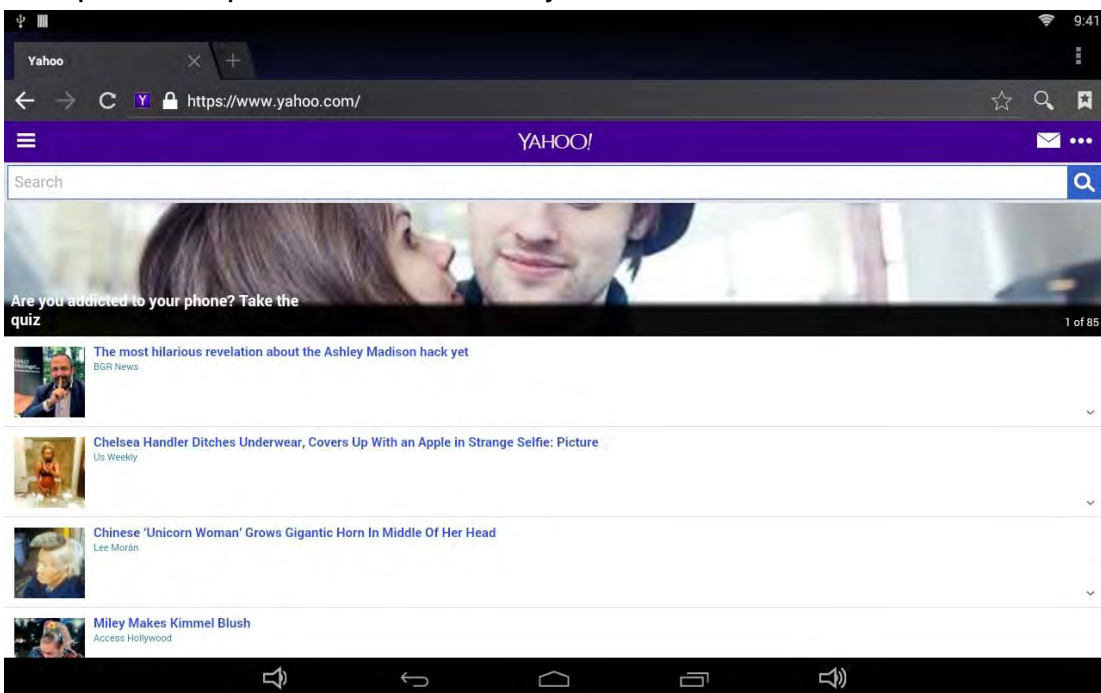 9:41
Yahoo
https://www.yahoo.com/
YAHOO!
Search
Are you addicted to your phone? Take the
quiz
1 of 85
The most hilarious revelation about the Ashley Madison hack yet
BGR News
Chelsea Handler Ditches Underwear, Covers Up With an Apple in Strange Selfie: Picture
Us Weekly
Chinese ‘Unicorn Woman’ Grows Gigantic Horn In Middle Of Her Head
Lee Moran
Miley Makes Kimmel Blush
Access Hollywood